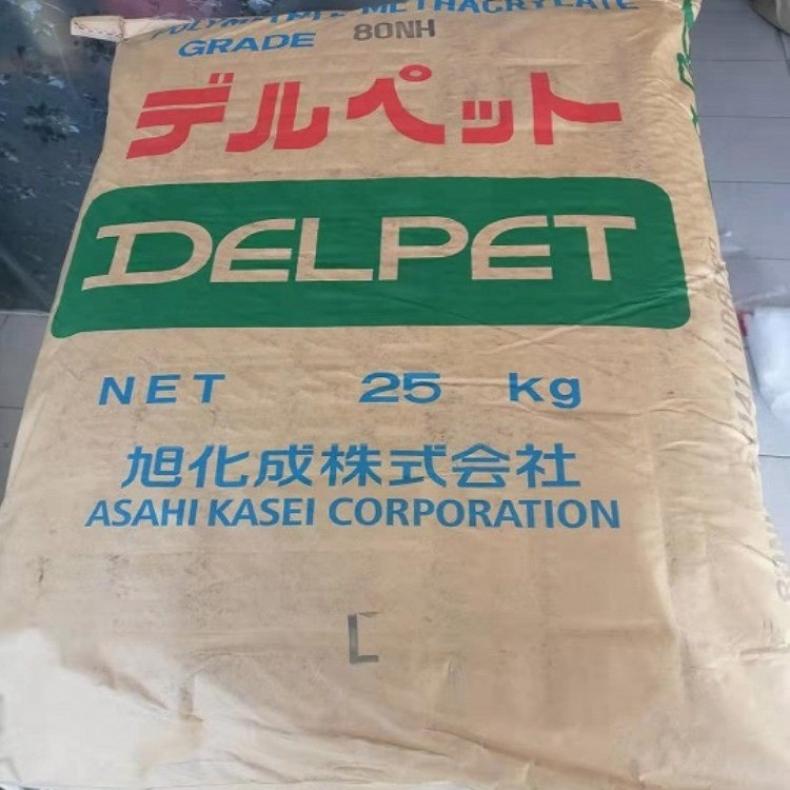 POLYMETHYL METHACRYLATE
GRADE 80NH
デルペット
DELPET
NET 25 kg
旭化成株式会社
ASAHI KASEI CORPORATION
L